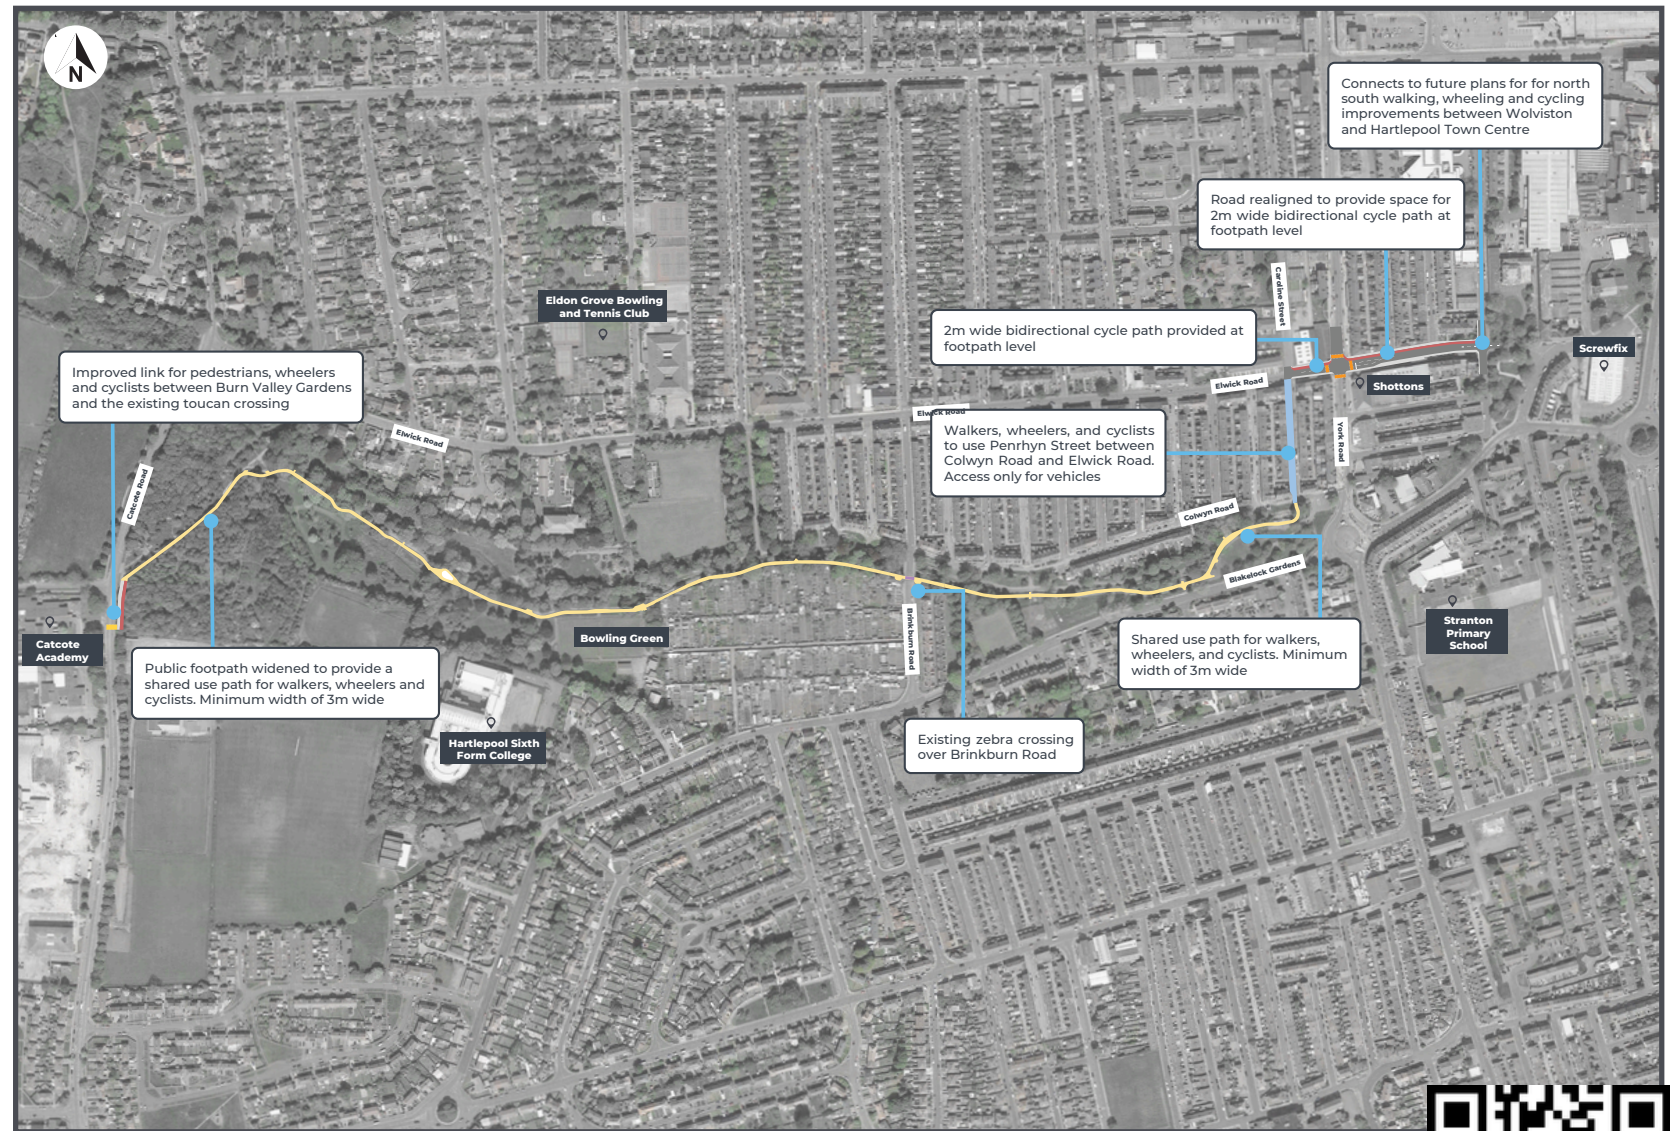 N
Connects to future plans for for north
south walking, wheeling and cycling
improvements between Wolviston
and Hartlepool Town Centre
Road realigned to provide space for
2m wide bidirectional cycle path at
footpath level
Caroline Street
Eldon Grove Bowling
and Tennis Club
2m wide bidirectional cycle path provided at
footpath level
Screwfix
Improved link for pedestrians, wheelers
and cyclists between Burn Valley Gardens
and the existing toucan crossing
Elwick Road
Shottons
Elwick Road
Elwick Road
Walkers, wheelers, and cyclists
to use Penrhyn Street between
Colwyn Road and Elwick Road.
Access only for vehicles
York Road
Catcote Road
Colwyn Road
Blakelock Gardens
Catcote
Academy
Bowling Green
Brinkburn Road
Stranton
Primary
School
Public footpath widened to provide a
shared use path for walkers, wheelers and
cyclists. Minimum width of 3m wide
Shared use path for walkers,
wheelers, and cyclists. Minimum
width of 3m wide
Hartlepool Sixth
Form College
Existing zebra crossing
over Brinkburn Road